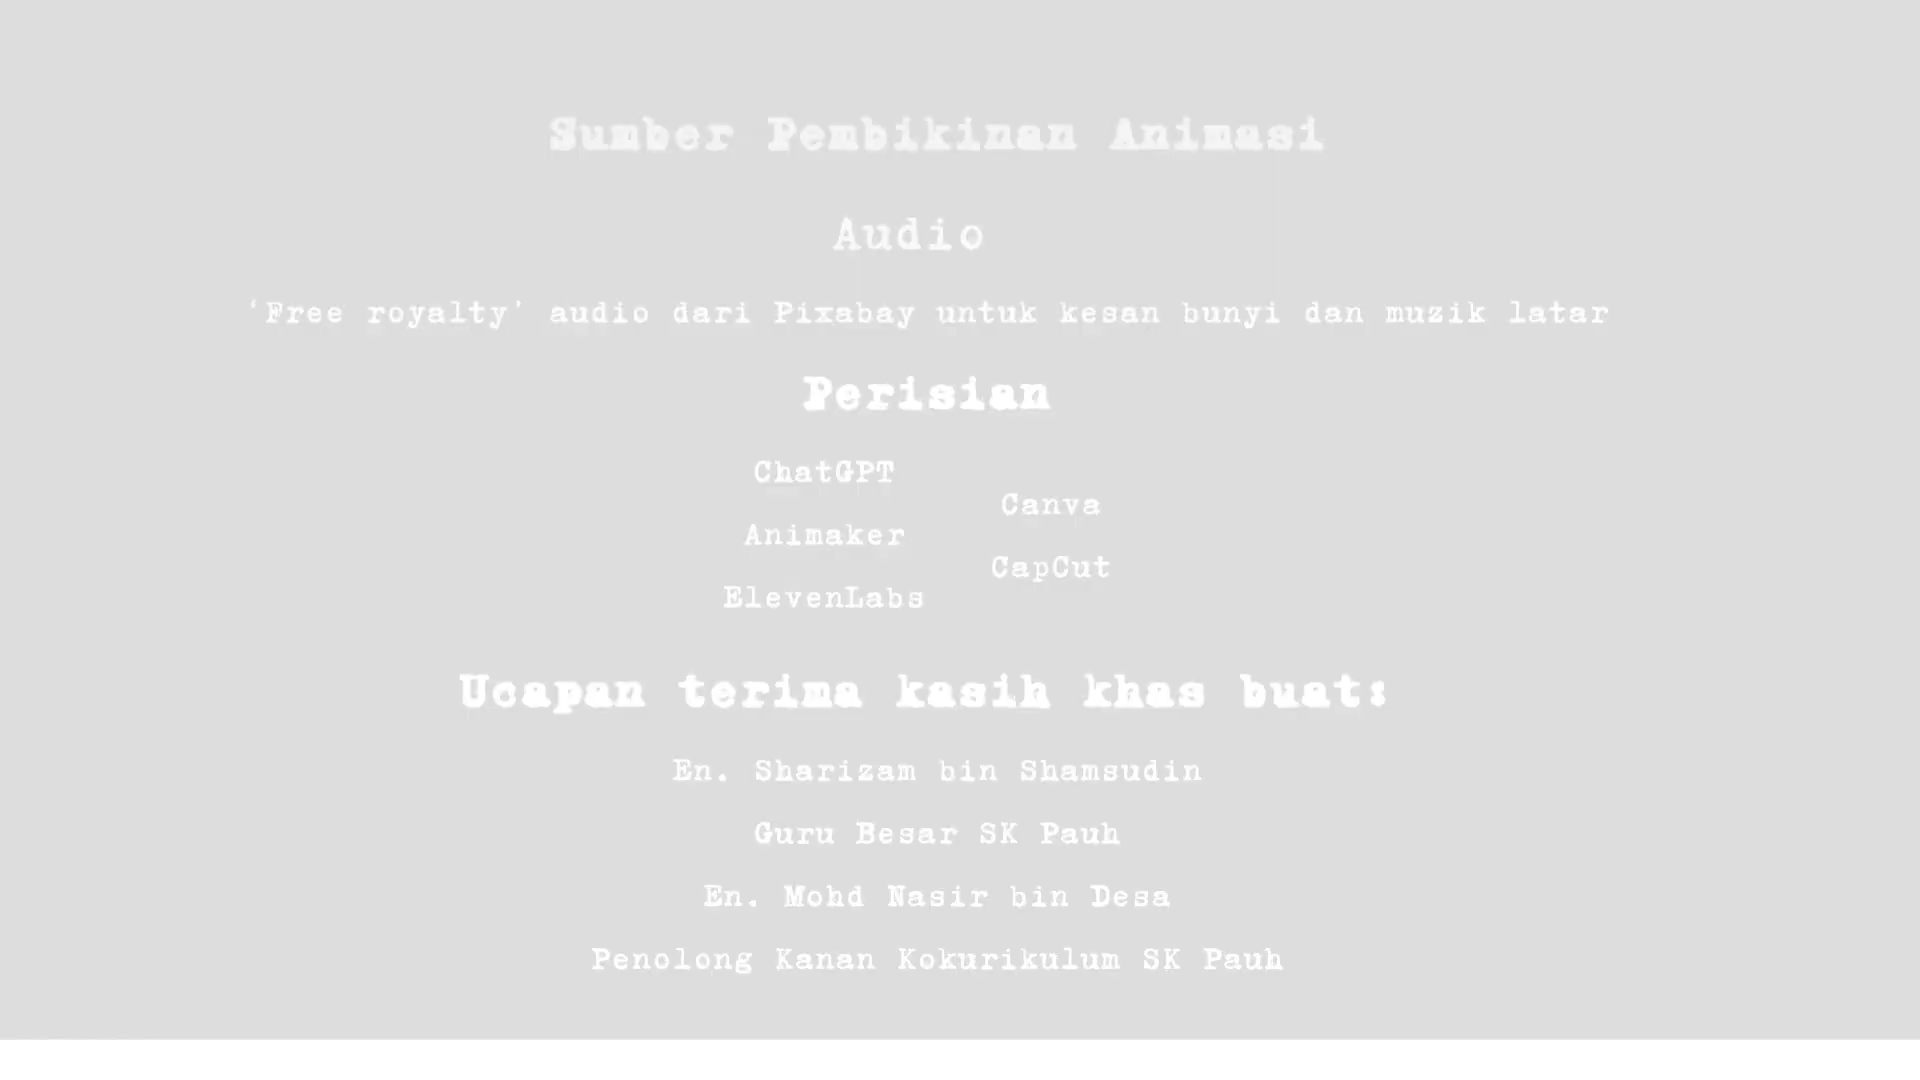 Sumber Pembikinan Animasi
Audio
‘Free royalty’ audio dari Pixabay untuk kesan bunyi dan muzik latar
Perisian
ChatGPT
Animaker
ElevenLabs
Canva
CapCut
Ucapan terima kasih khas buat:
En. Sharizam bin Shamsudin
Guru Besar SK Pauh
En. Mohd Nasir bin Desa
Penolong Kanan Kokurikulum SK Pauh